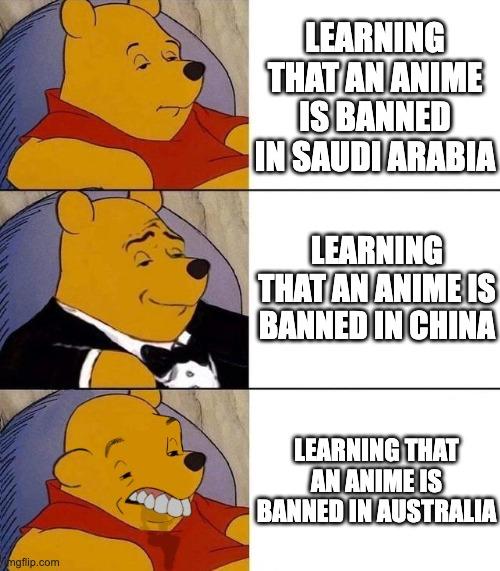 LEARNING
THAT AN ANIME
IS BANNED
IN SAUDI ARABIA
LEARNING
THAT AN ANIME IS
BANNED IN CHINA
LEARNING THAT
AN ANIME IS
BANNED IN AUSTRALIA
imgflip.com